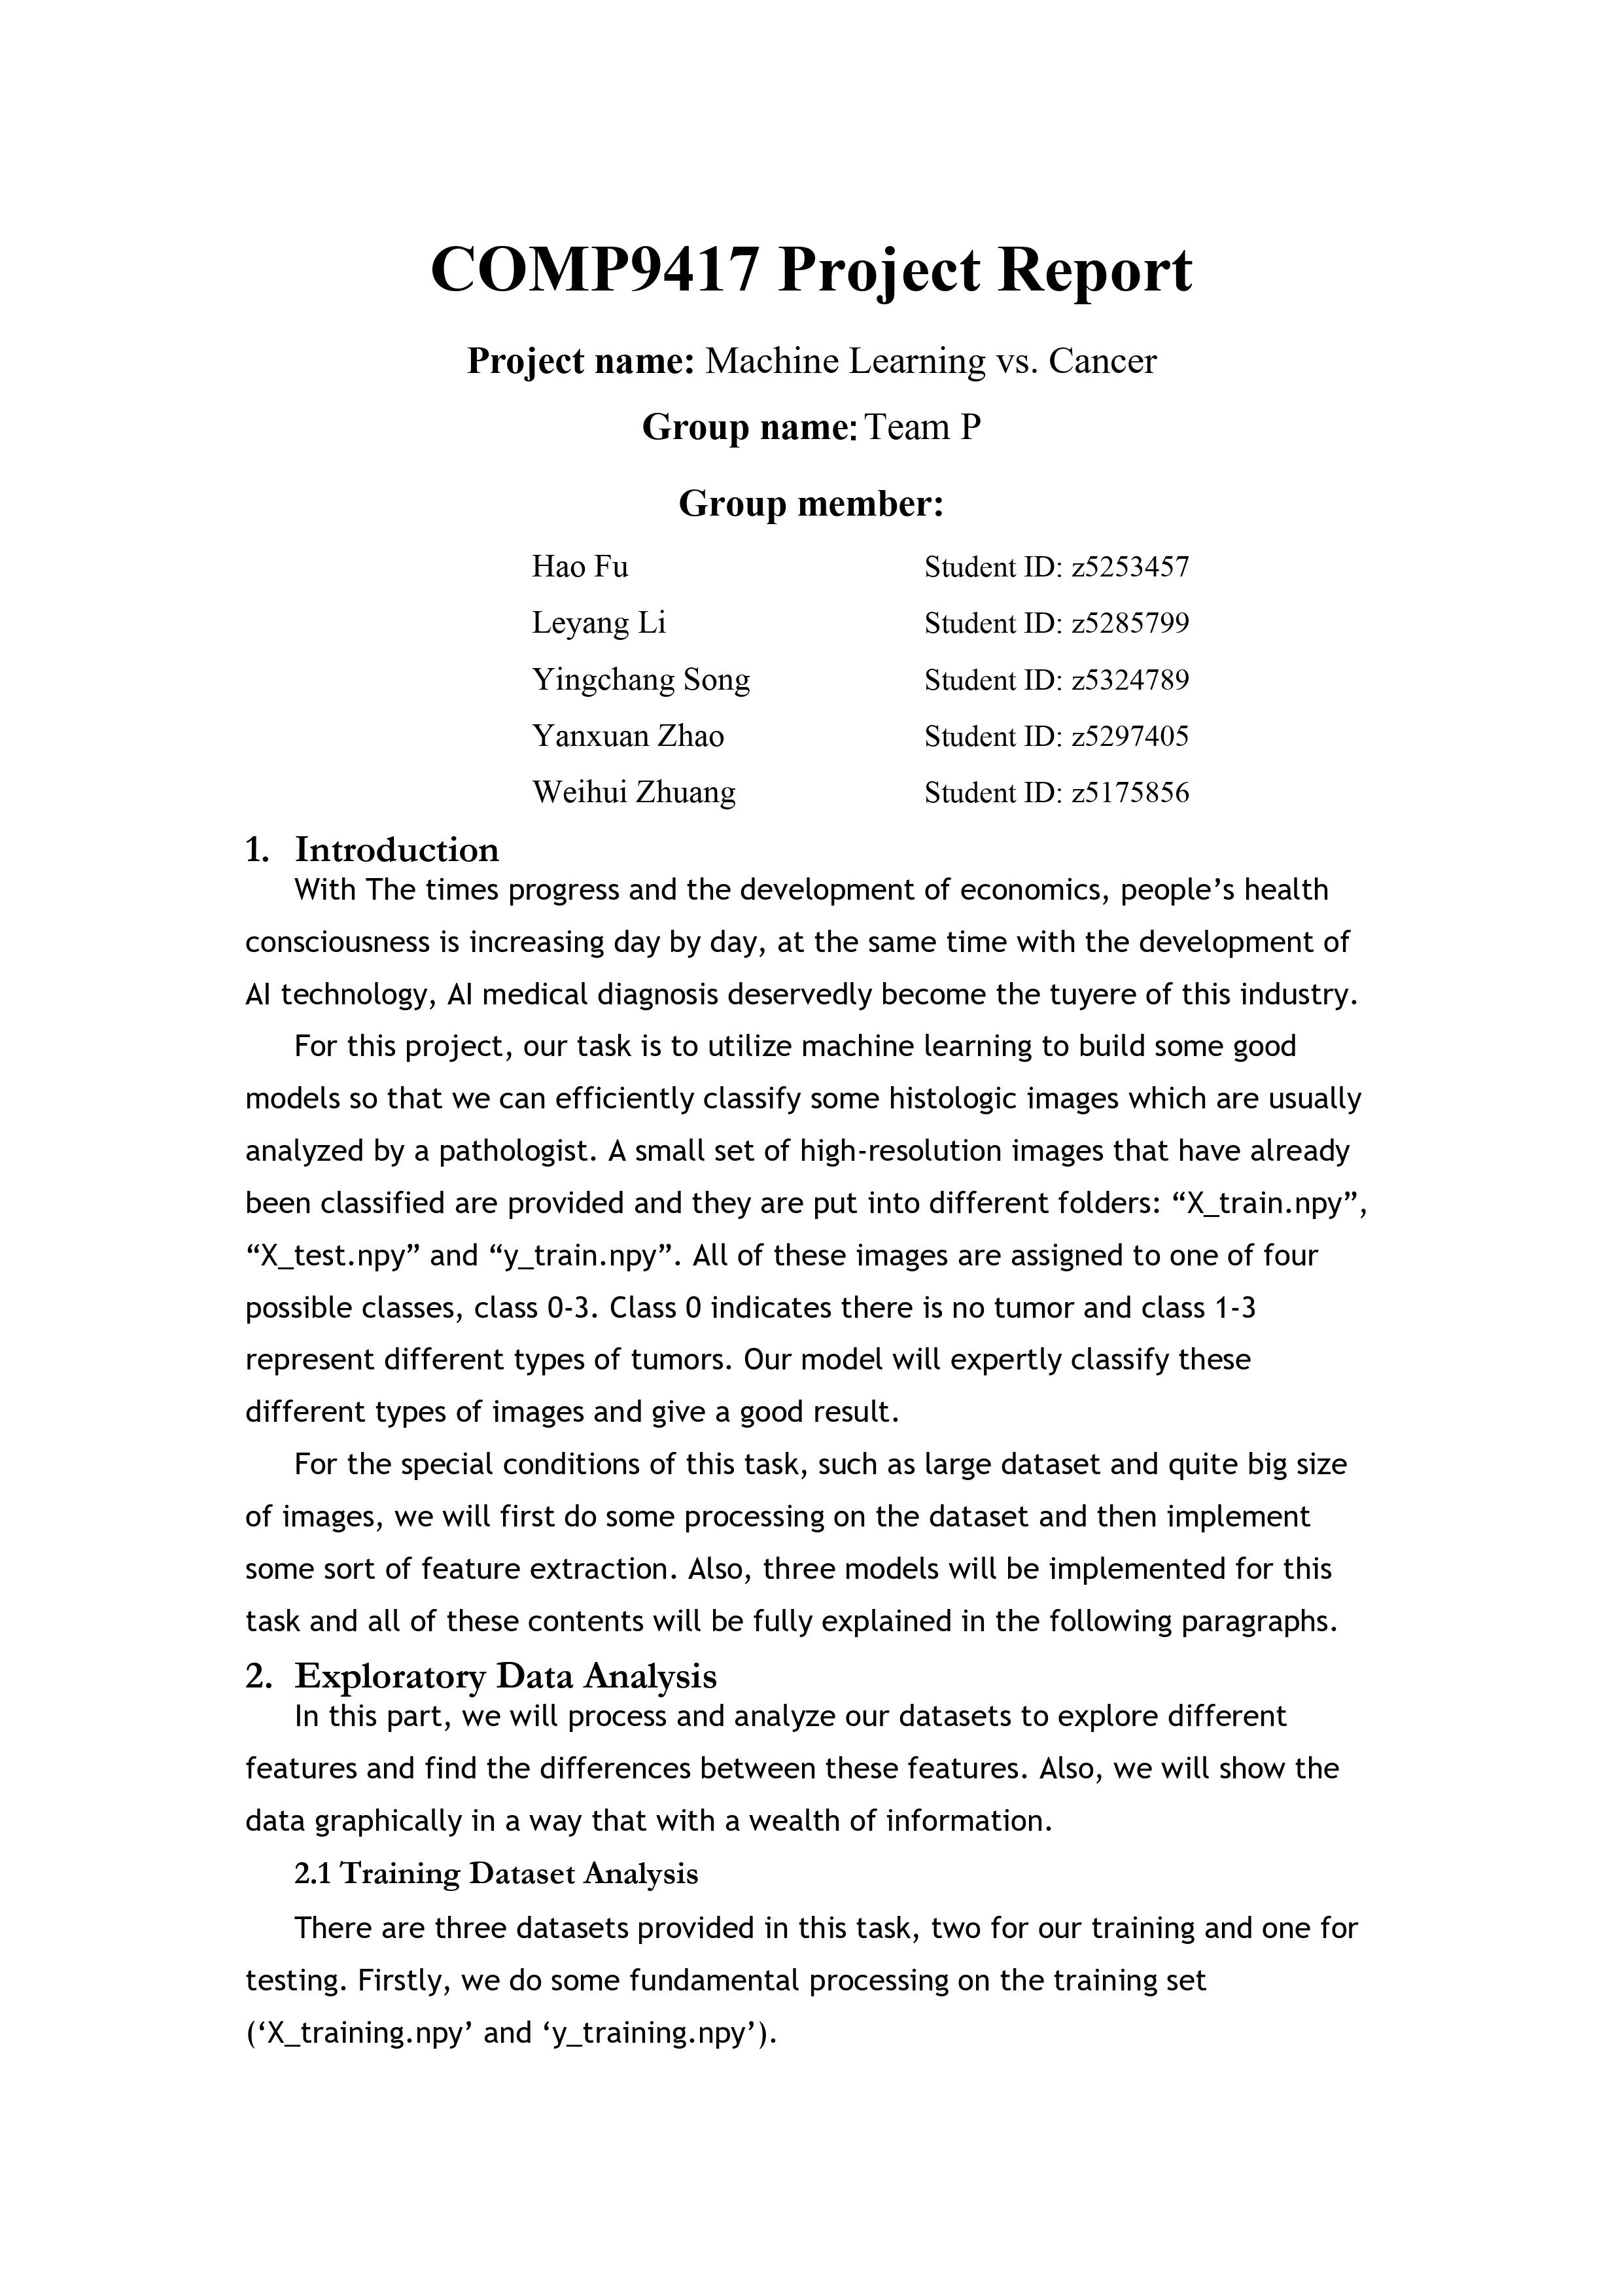 COMP9417 Project Report
Project name: Machine Learning vs. Cancer
Group name: Team P
Group member:
Hao Fu Student ID: z5253457
Leyang Li Student ID: z5285799
Yingchang Song Student ID: z5324789
Yanxuan Zhao Student ID: z5297405
Weihui Zhuang Student ID: z5175856
1. Introduction
With The times progress and the development of economics, people’s health
consciousness is increasing day by day, at the same time with the development of
AI technology, AI medical diagnosis deservedly become the tuyere of this industry.
For this project, our task is to utilize machine learning to build some good
models so that we can efficiently classify some histologic images which are usually
analyzed by a pathologist. A small set of high-resolution images that have already
been classified are provided and they are put into different folders: “X_train.npy”,
“X_test.npy” and “y_train.npy”. All of these images are assigned to one of four
possible classes, class 0-3. Class 0 indicates there is no tumor and class 1-3
represent different types of tumors. Our model will expertly classify these
different types of images and give a good result.
For the special conditions of this task, such as large dataset and quite big size
of images, we will first do some processing on the dataset and then implement
some sort of feature extraction. Also, three models will be implemented for this
task and all of these contents will be fully explained in the following paragraphs.
2. Exploratory Data Analysis
In this part, we will process and analyze our datasets to explore different
features and find the differences between these features. Also, we will show the
data graphically in a way that with a wealth of information.
2.1 Training Dataset Analysis
There are three datasets provided in this task, two for our training and one for
testing. Firstly, we do some fundamental processing on the training set
(‘X_training.npy’ and ‘y_training.npy’).